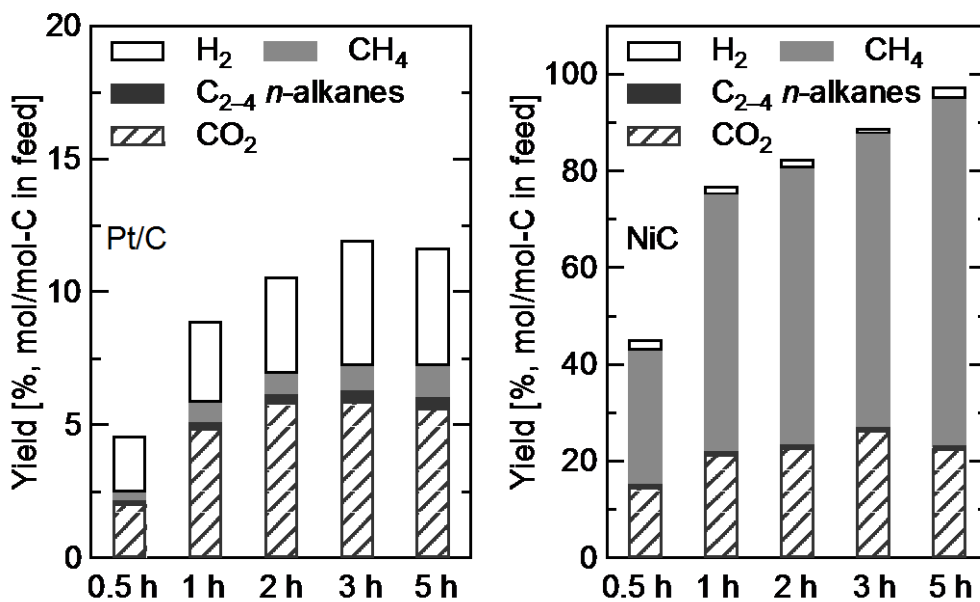 Yield [%, mol/mol-C in feed]
20
15
10
5
0
H₂ CH₄
C₂₋₄ n-alkanes
CO₂
Pt/C
0.5 h 1 h 2 h 3 h 5 h
Yield [%, mol/mol-C in feed]
100
80
60
40
20
0
H₂ CH₄
C₂₋₄ n-alkanes
CO₂
NiC
0.5 h 1 h 2 h 3 h 5 h